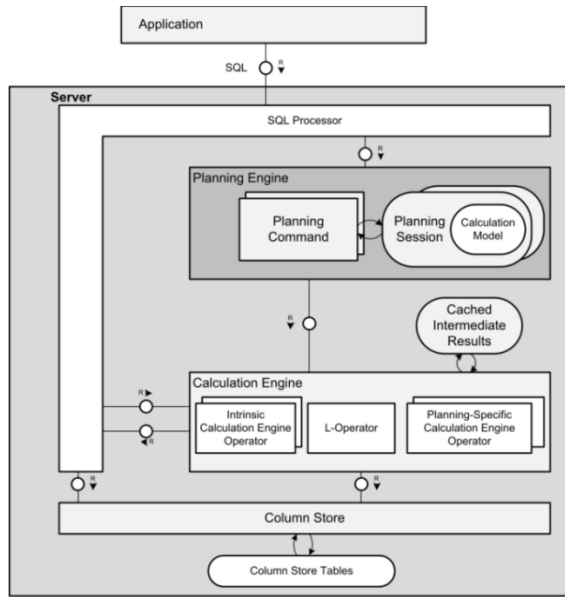 Application
SQL
R
Server
SQL Processor
R
Planning Engine
Planning
Command
Planning
Session
Calculation
Model
R
Cached
Intermediate
Results
Calculation Engine
R
R
Intrinsic
Calculation Engine
Operator
L-Operator
Planning-Specific
Calculation Engine
Operator
R
R
Column Store
Column Store Tables